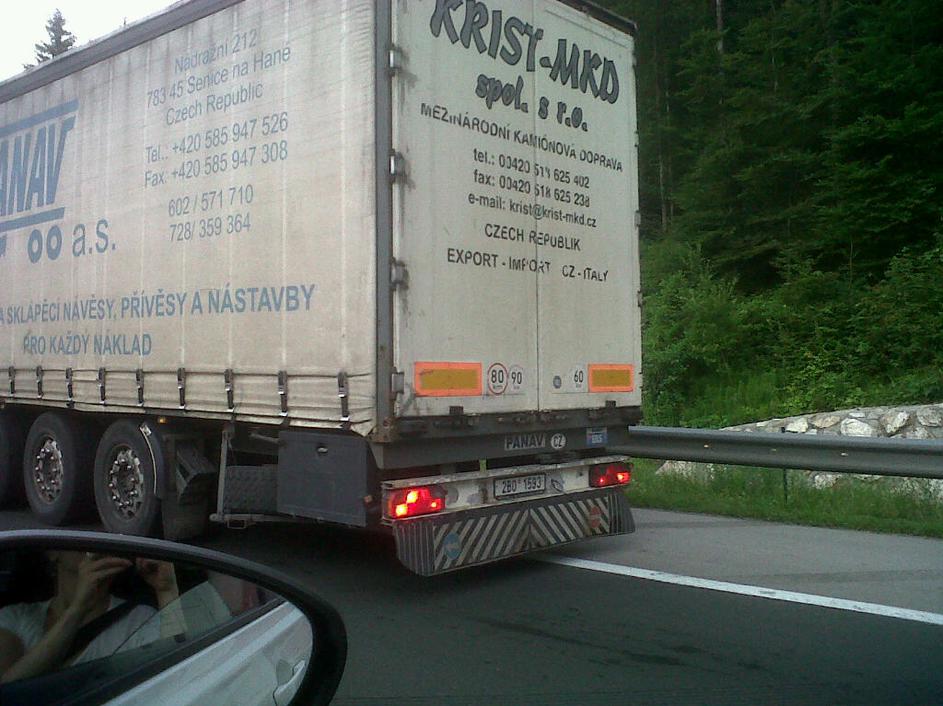 PANAV
a.s.
Nádražní 212
783 45 Senice na Hané
Czech Republic
Tel.: +420 585 947 526
Fax: +420 585 947 308
602 / 571 710
728/ 359 364
SKLÁPĚCÍ NÁVĚSY, PŘÍVĚSY A NÁSTAVBY
PRO KAŽDÝ NÁKLAD
KRIST-MKD
spol. s r.o.
MEZINÁRODNÍ KAMIÓNOVÁ DOPRAVA
tel.: 00420 518 625 402
fax: 00420 518 625 238
e-mail: krist@krist-mkd.cz
CZECH REPUBLIK
EXPORT - IMPORT CZ - ITALY
80 90 60
PANAV CZ
2B0 1593